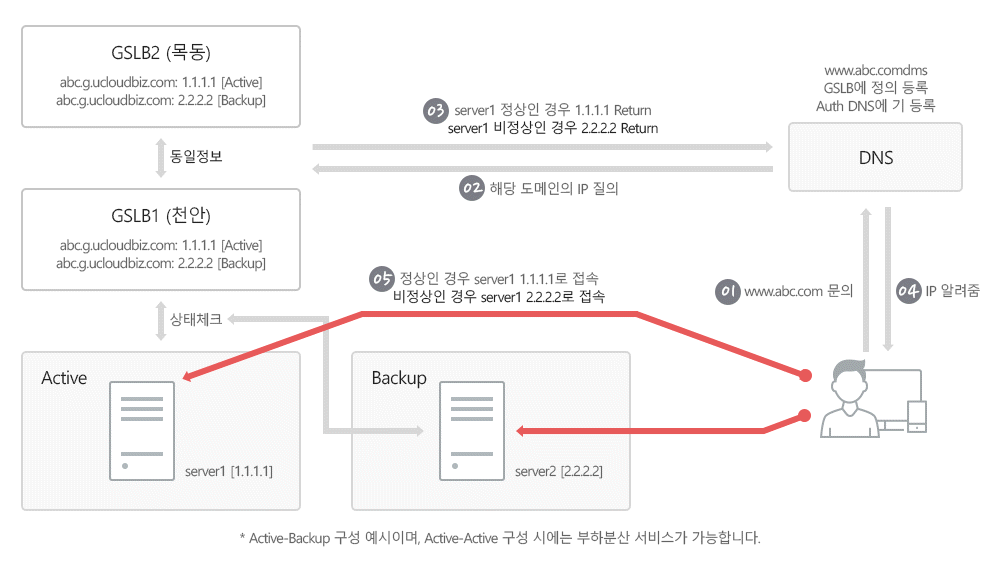 GSLB2 (목동)
abc.g.ucloudbiz.com: 1.1.1.1 [Active]
abc.g.ucloudbiz.com: 2.2.2.2 [Backup]
동일정보
GSLB1 (천안)
abc.g.ucloudbiz.com: 1.1.1.1 [Active]
abc.g.ucloudbiz.com: 2.2.2.2 [Backup]
상태체크
03 server1 정상인 경우 1.1.1.1 Return
server1 비정상인 경우 2.2.2.2 Return
02 해당 도메인의 IP 질의
www.abc.comdms
GSLB에 정의 등록
Auth DNS에 기 등록
DNS
05 정상인 경우 server1 1.1.1.1로 접속
비정상인 경우 server1 2.2.2.2로 접속
01 www.abc.com 문의
04 IP 알려줌
Active
server1 [1.1.1.1]
Backup
server2 [2.2.2.2]
* Active-Backup 구성 예시이며, Active-Active 구성 시에는 부하분산 서비스가 가능합니다.